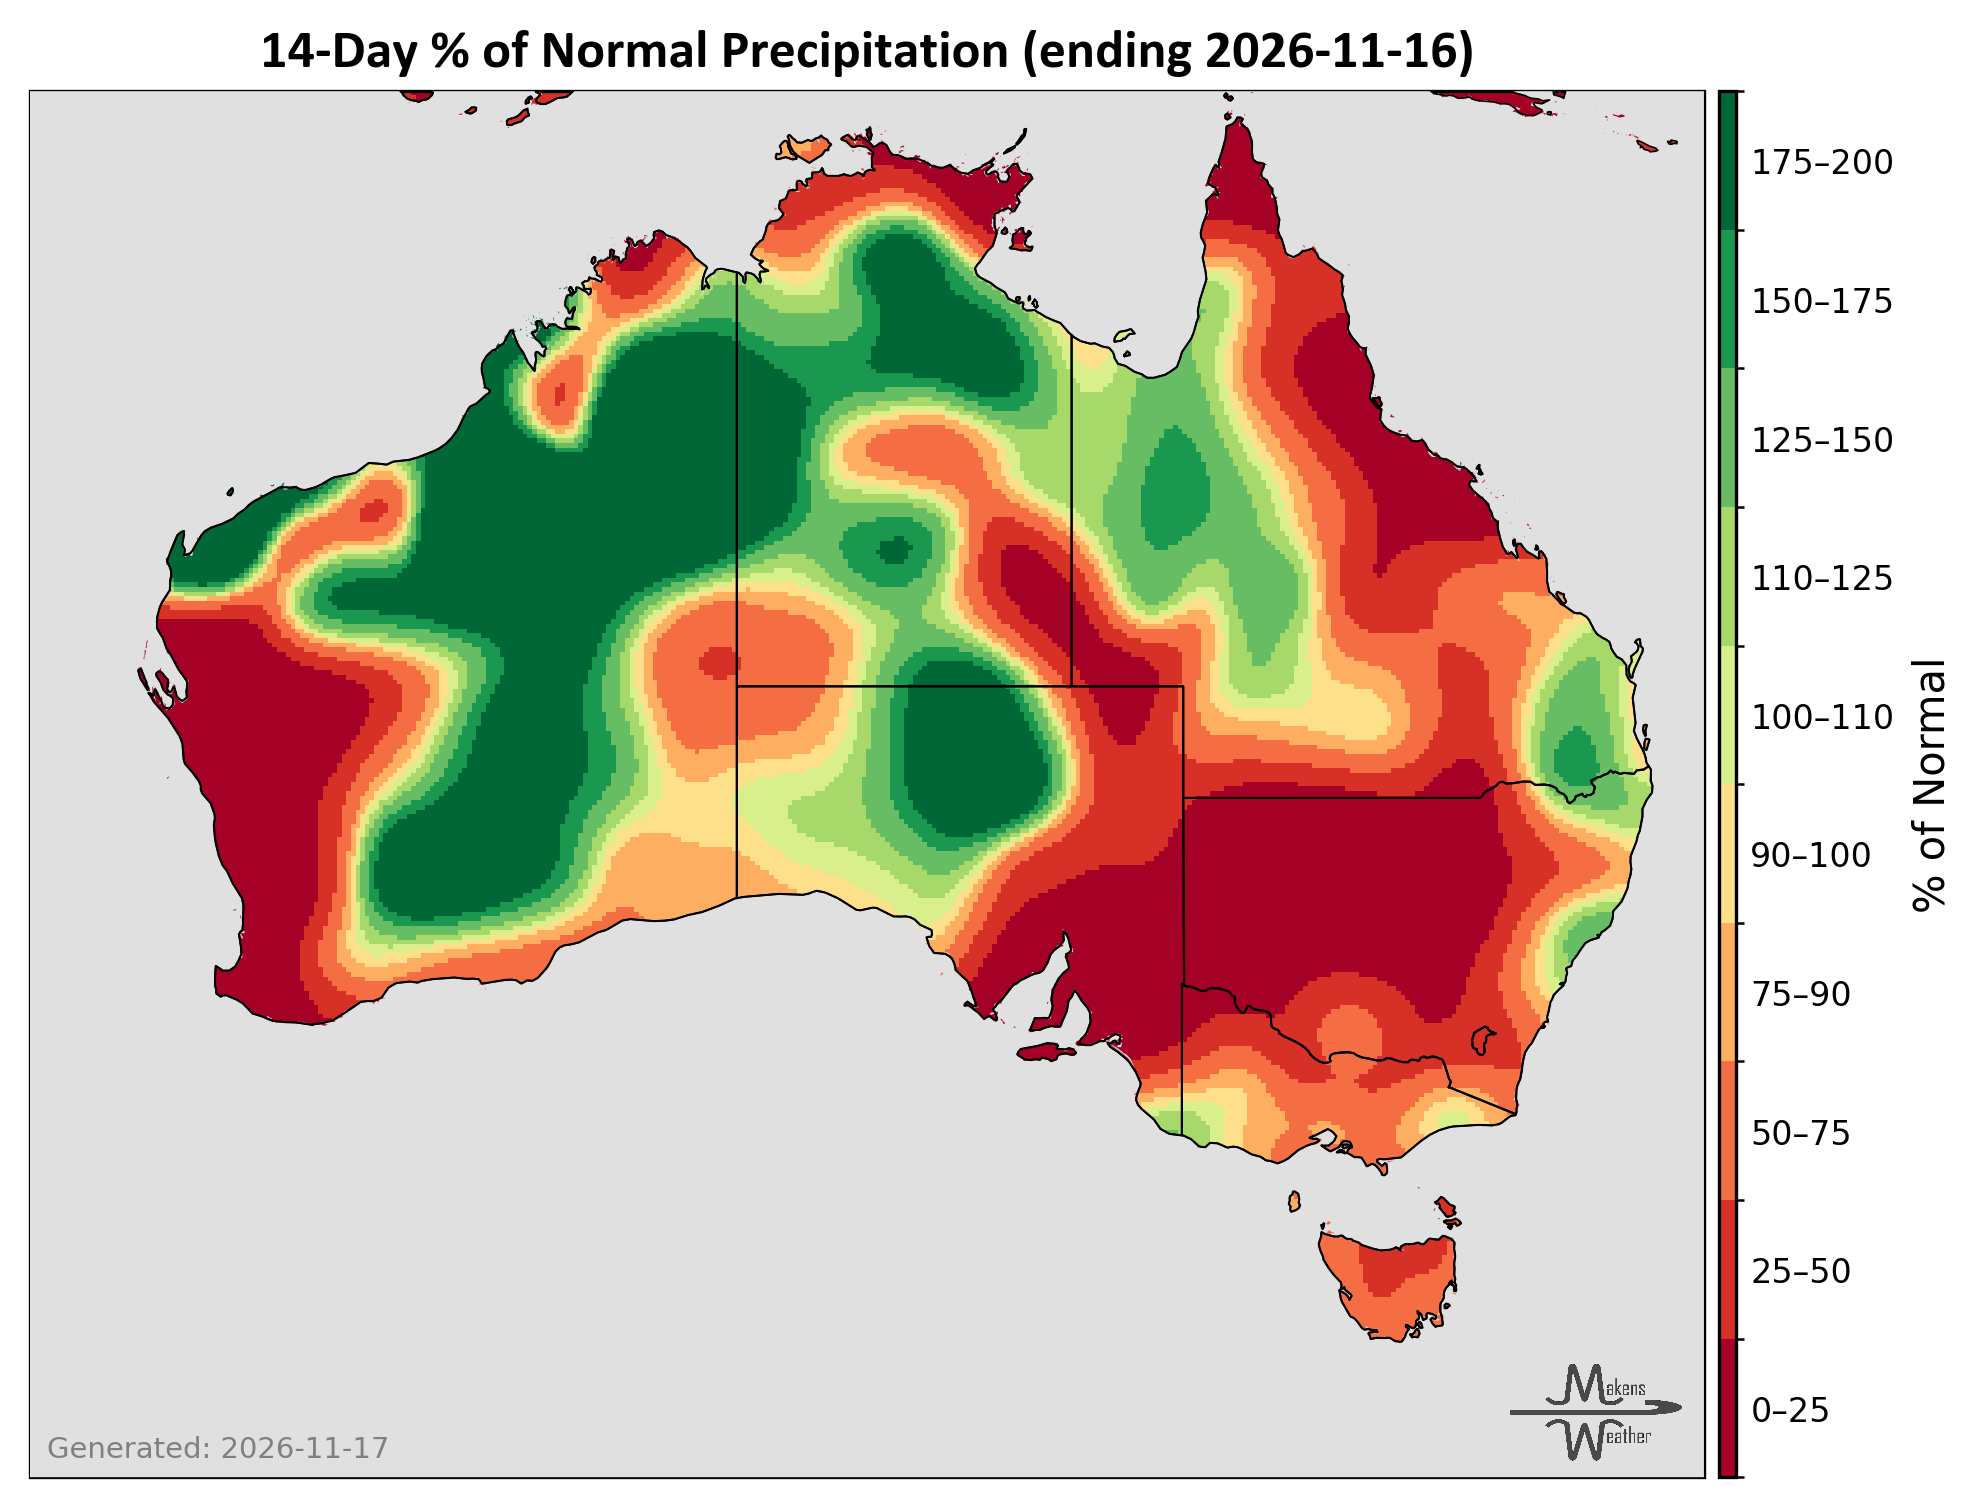 14-Day % of Normal Precipitation (ending 2026-11-16)
175–200
150–175
125–150
110–125
100–110
90–100
75–90
50–75
25–50
0–25
% of Normal
Makens
Weather
Generated: 2026-11-17